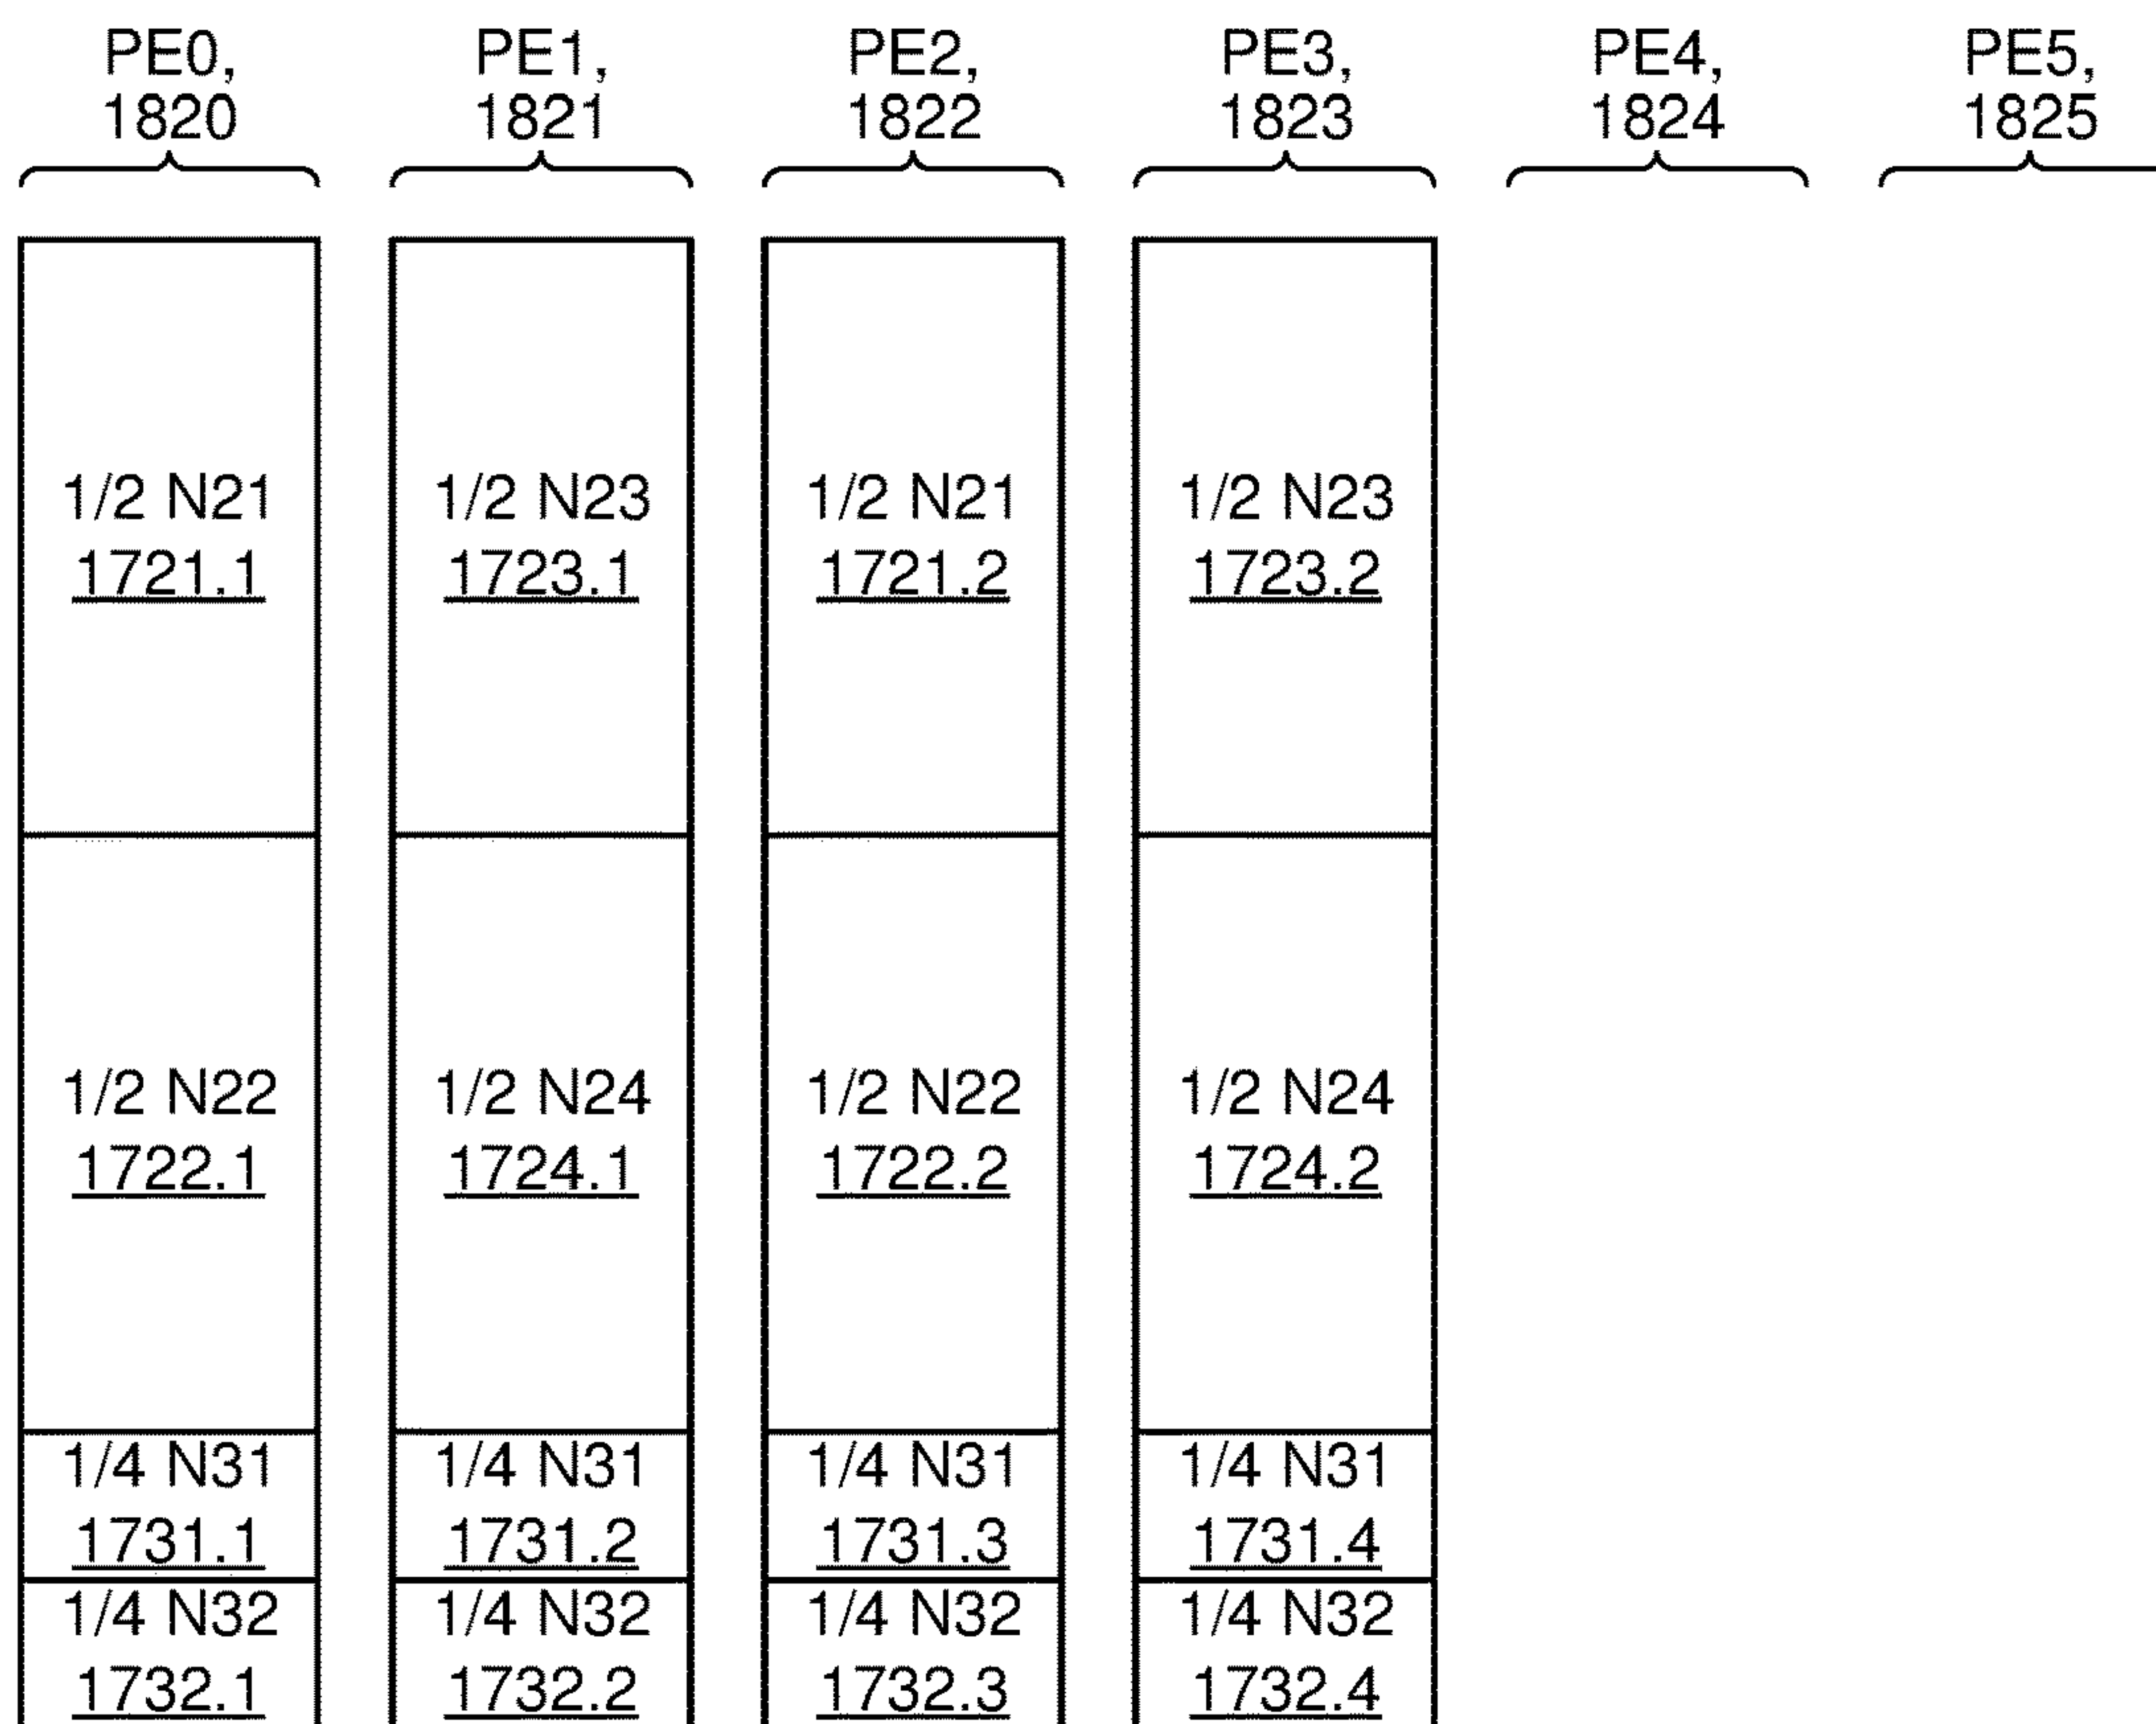 PE0,
1820
PE1,
1821
PE2,
1822
PE3,
1823
PE4,
1824
PE5,
1825
1/2 N21
1721.1
1/2 N23
1723.1
1/2 N21
1721.2
1/2 N23
1723.2
1/2 N22
1722.1
1/2 N24
1724.1
1/2 N22
1722.2
1/2 N24
1724.2
1/4 N31
1731.1
1/4 N31
1731.2
1/4 N31
1731.3
1/4 N31
1731.4
1/4 N32
1732.1
1/4 N32
1732.2
1/4 N32
1732.3
1/4 N32
1732.4